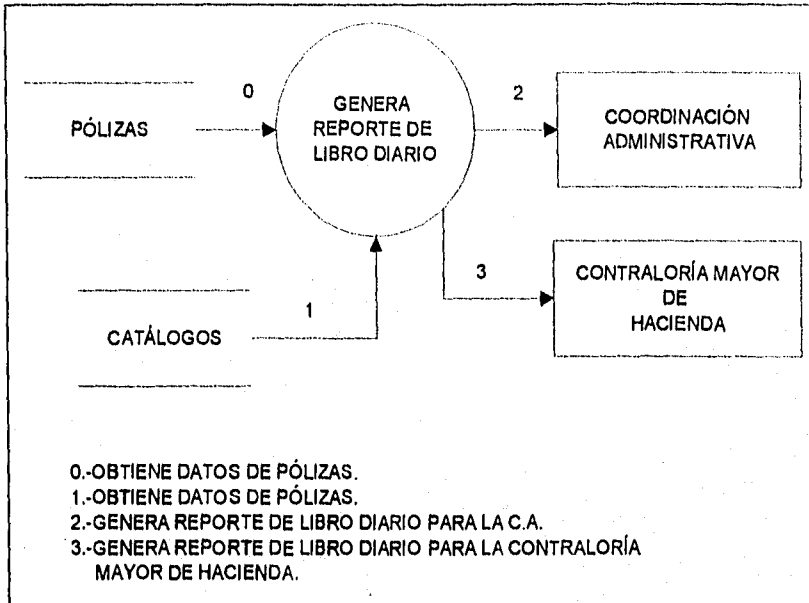 0
2
GENERA
REPORTE DE
LIBRO DIARIO
PÓLIZAS
COORDINACIÓN
ADMINISTRATIVA
3
CONTRALORÍA MAYOR
DE
HACIENDA
1
CATÁLOGOS
0.-OBTIENE DATOS DE PÓLIZAS.
1.-OBTIENE DATOS DE PÓLIZAS.
2.-GENERA REPORTE DE LIBRO DIARIO PARA LA C.A.
3.-GENERA REPORTE DE LIBRO DIARIO PARA LA CONTRALORÍA
MAYOR DE HACIENDA.